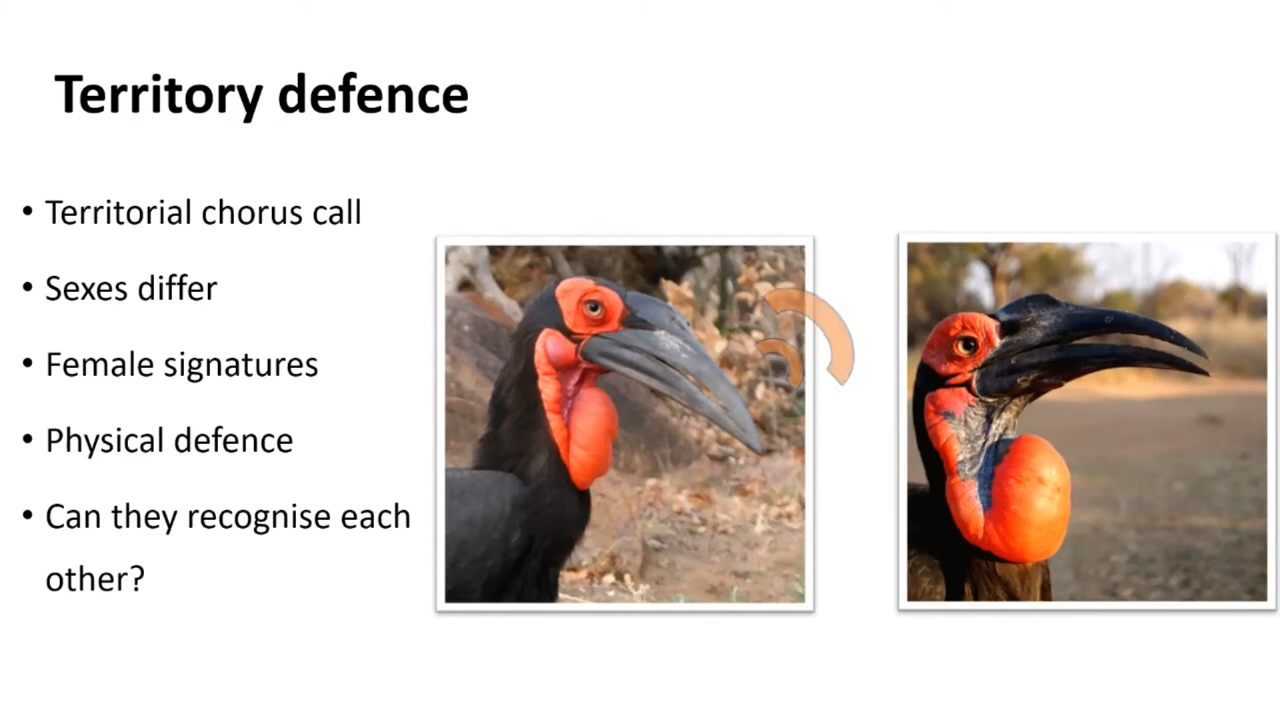 Territory defence
• Territorial chorus call
• Sexes differ
• Female signatures
• Physical defence
• Can they recognise each
other?